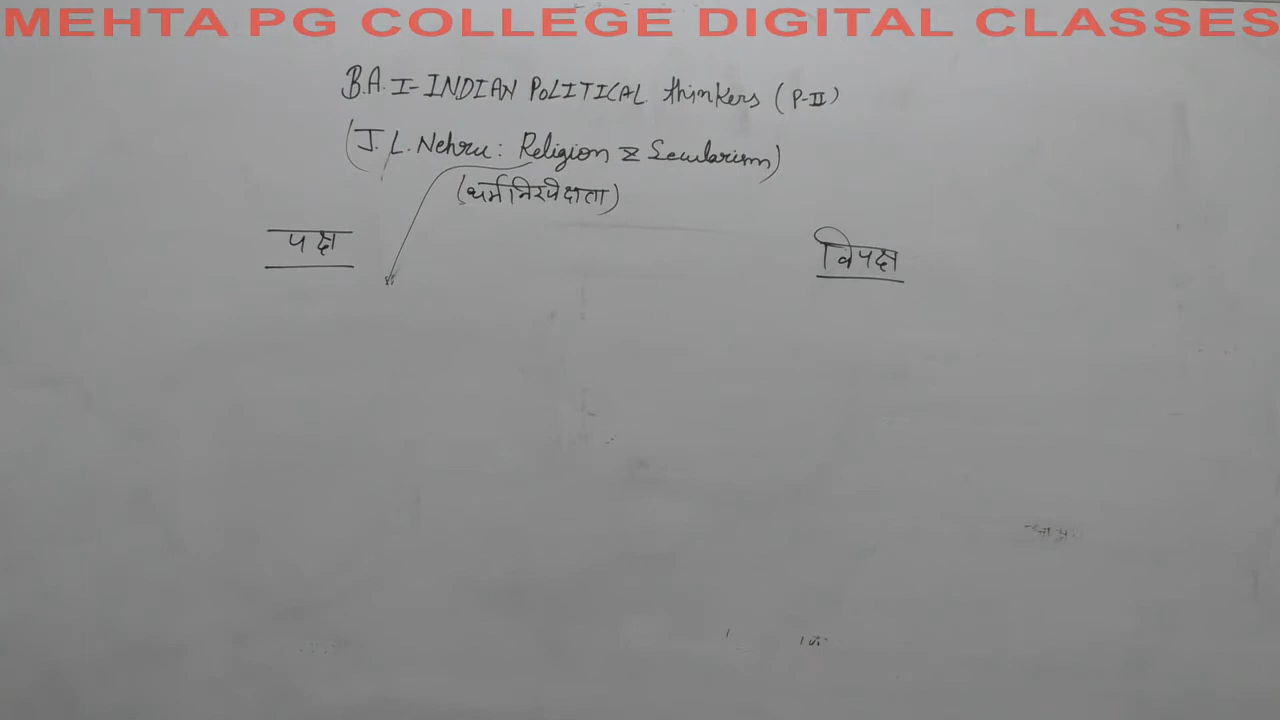 MEHTA PG COLLEGE DIGITAL CLASSES
B.A. I- INDIAN POLITICAL thinkers (P-II)
(J. L. Nehru: Religion & Secularism)
(धर्मनिरपेक्षता)
पक्ष
विपक्ष